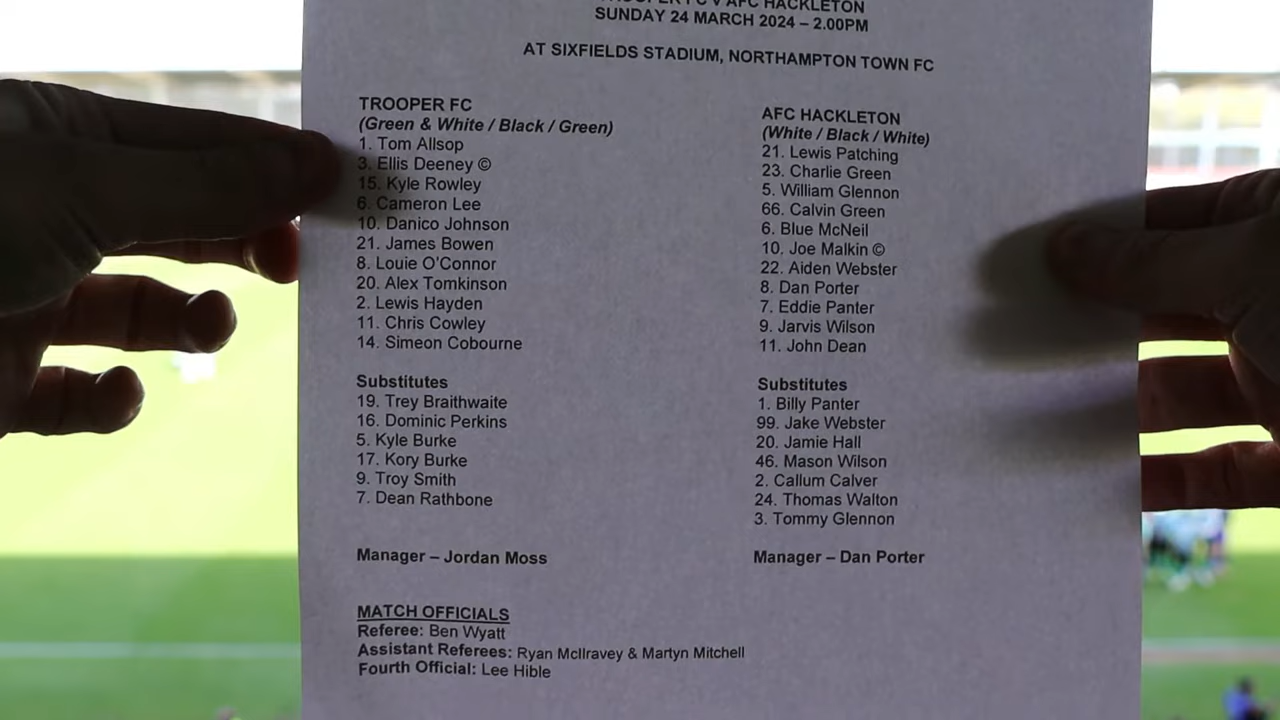 TROOPER FC V AFC HACKLETON
SUNDAY 24 MARCH 2024 – 2.00PM
AT SIXFIELDS STADIUM, NORTHAMPTON TOWN FC
TROOPER FC
(Green & White / Black / Green)
1. Tom Allsop
3. Ellis Deeney ©
15. Kyle Rowley
6. Cameron Lee
10. Danico Johnson
21. James Bowen
8. Louie O'Connor
20. Alex Tomkinson
2. Lewis Hayden
11. Chris Cowley
14. Simeon Cobourne
Substitutes
19. Trey Braithwaite
16. Dominic Perkins
5. Kyle Burke
17. Kory Burke
9. Troy Smith
7. Dean Rathbone
Manager – Jordan Moss
AFC HACKLETON
(White / Black / White)
21. Lewis Patching
23. Charlie Green
5. William Glennon
66. Calvin Green
6. Blue McNeil
10. Joe Malkin ©
22. Aiden Webster
8. Dan Porter
7. Eddie Panter
9. Jarvis Wilson
11. John Dean
Substitutes
1. Billy Panter
99. Jake Webster
20. Jamie Hall
46. Mason Wilson
2. Callum Calver
24. Thomas Walton
3. Tommy Glennon
Manager – Dan Porter
MATCH OFFICIALS
Referee: Ben Wyatt
Assistant Referees: Ryan McIlravey & Martyn Mitchell
Fourth Official: Lee Hible